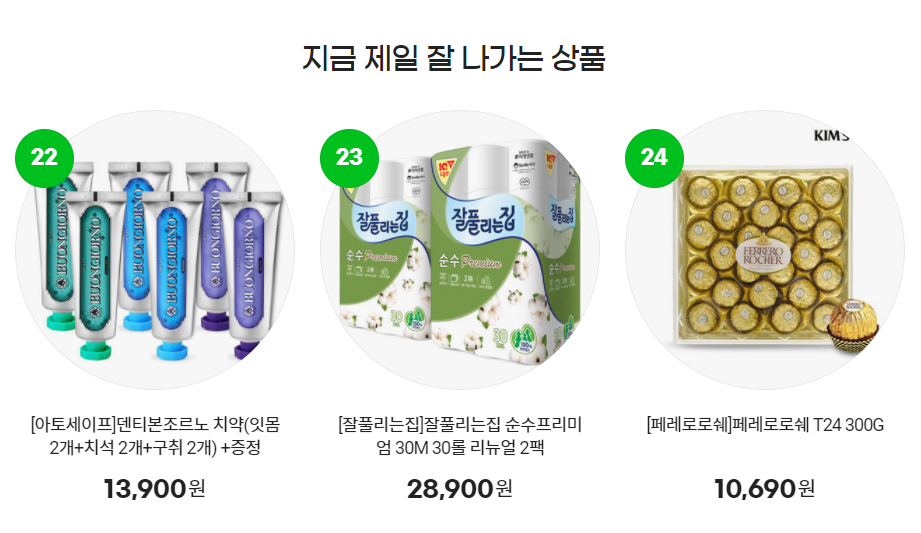 지금 제일 잘 나가는 상품
22
BUONGIORNO
BUONGIORNO
BUONGIORNO
BUONGIORNO
BUONGIORNO
BUONGIORNO
[아토세이프]덴티본조르노 치약(잇몸
2개+치석 2개+구취 2개) +증정
13,900원
23
잘풀리는집
잘풀리는집
순수 Premium
순수 Premium
30
30
100%
[잘풀리는집]잘풀리는집 순수프리미
엄 30M 30롤 리뉴얼 2팩
28,900원
24
KIM'S
FERRERO
ROCHER
[페레로로쉐]페레로로쉐 T24 300G
10,690원